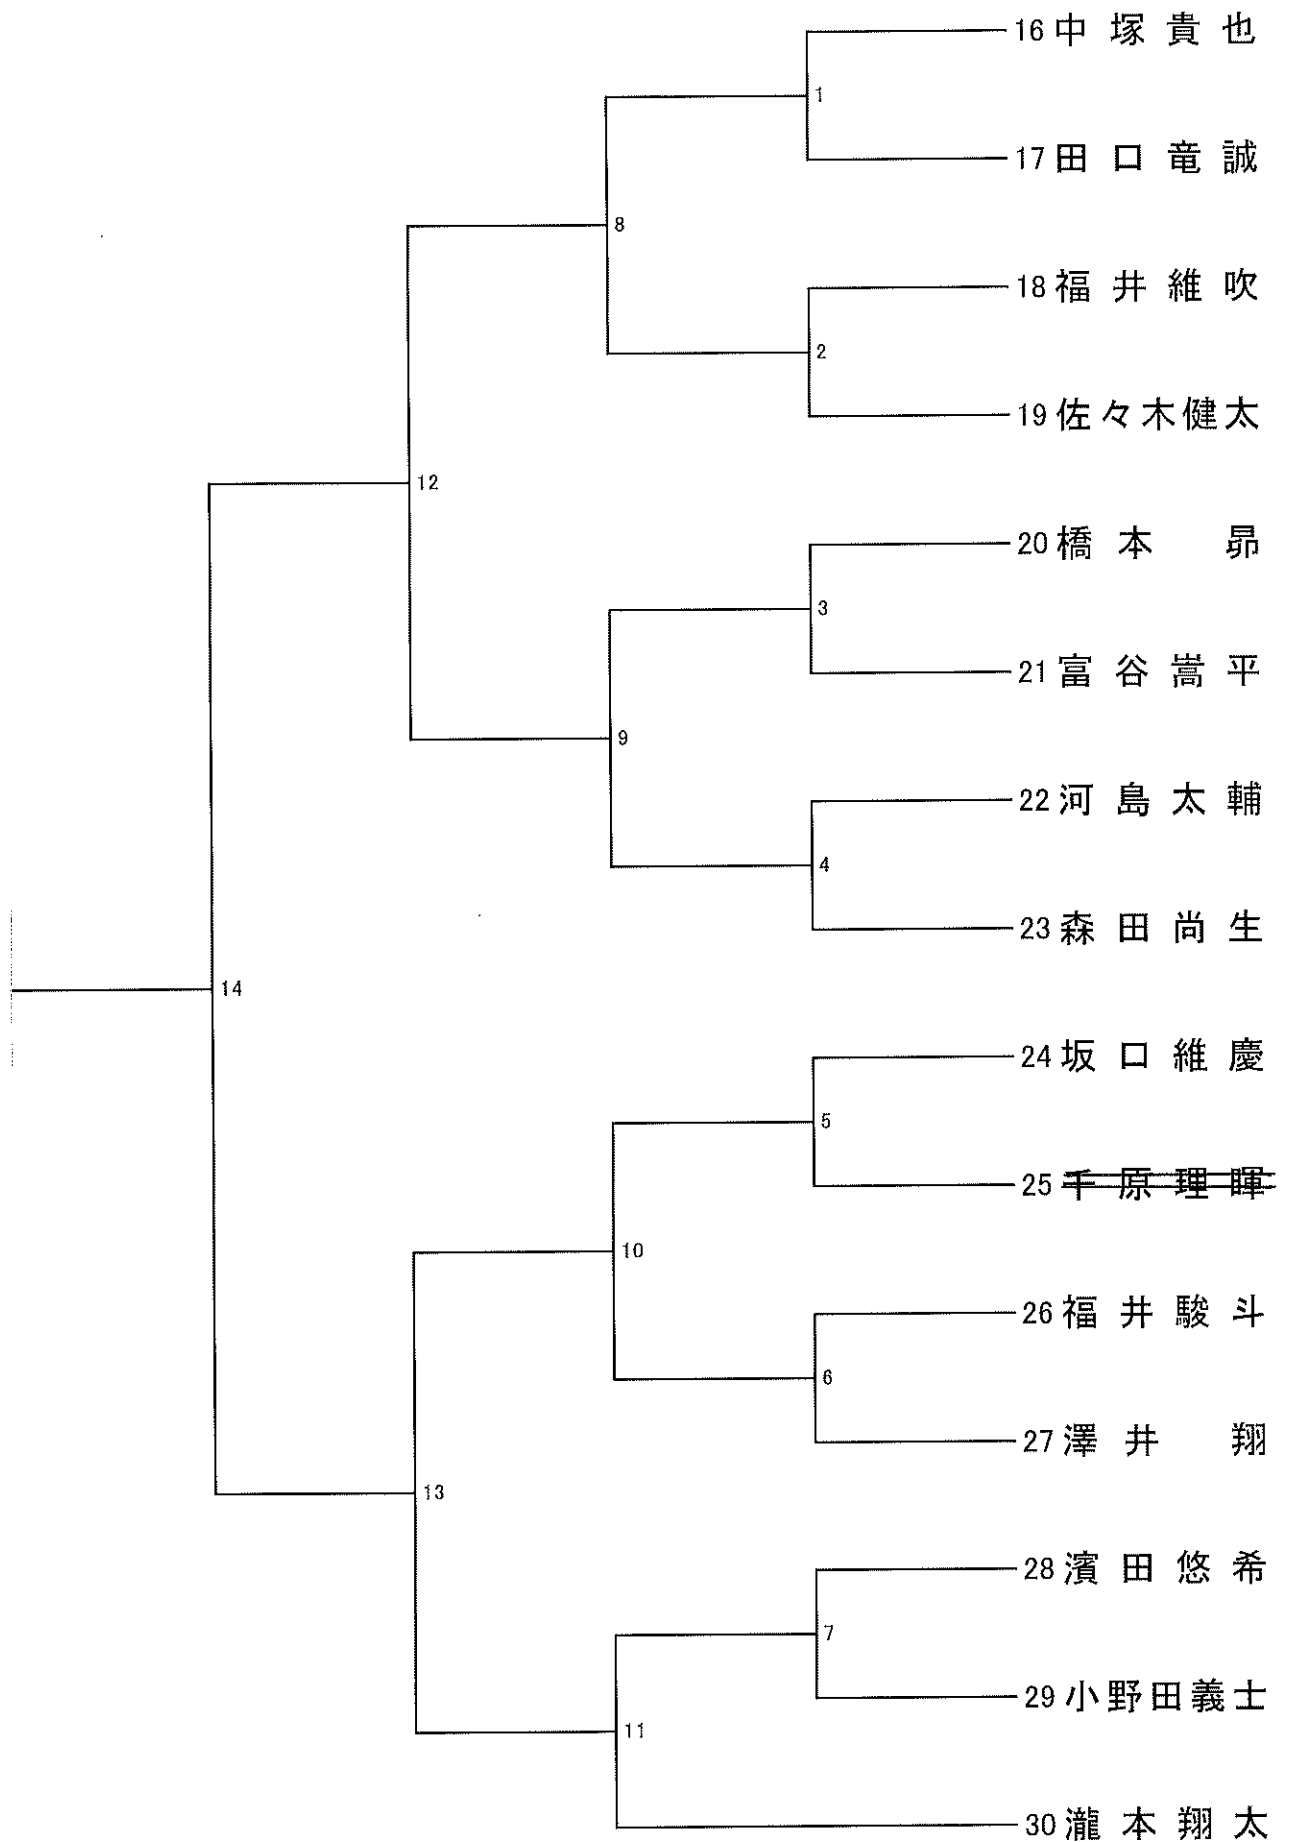 16 中塚貴也
1
17 田口竜誠
8
18 福井維吹
2
19 佐々木健太
12
20 橋本 昴
3
21 富谷嵩平
9
22 河島太輔
4
23 森田尚生
14
24 坂口維慶
5
25 千原理暉
10
26 福井駿斗
6
27 澤井 翔
13
28 濱田悠希
7
29 小野田義士
11
30 瀧本翔太